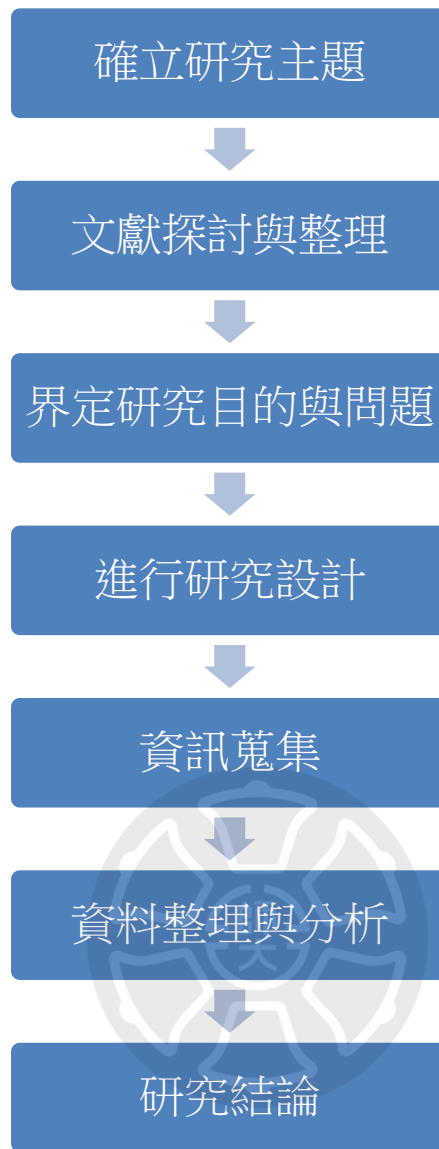 確立研究主題
文獻探討與整理
界定研究目的與問題
進行研究設計
資訊蒐集
資料整理與分析
研究結論